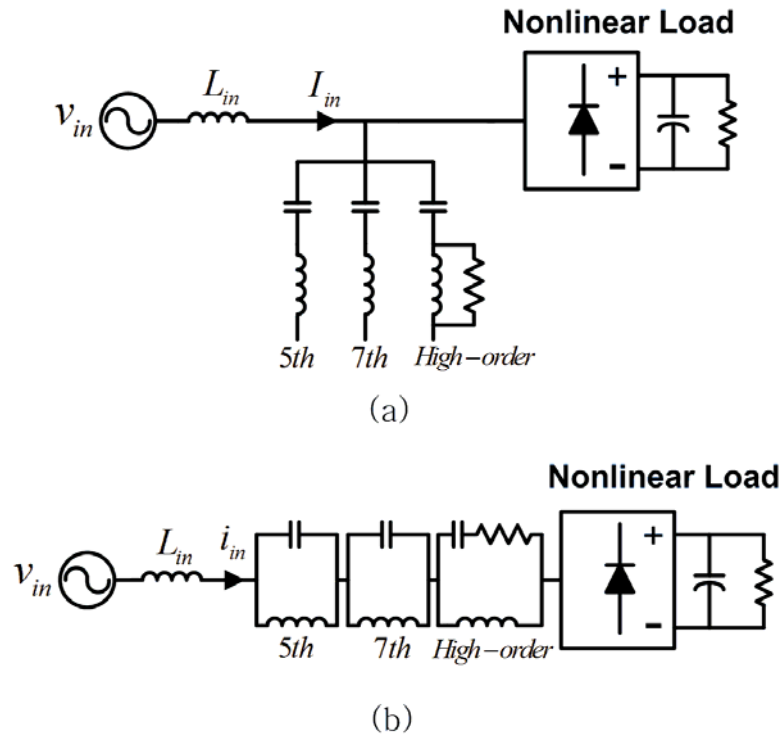 Nonlinear Load
L_in I_in
v_in
+
-
5th 7th High-order
(a)
Nonlinear Load
L_in i_in
v_in
+
-
5th 7th High-order
(b)